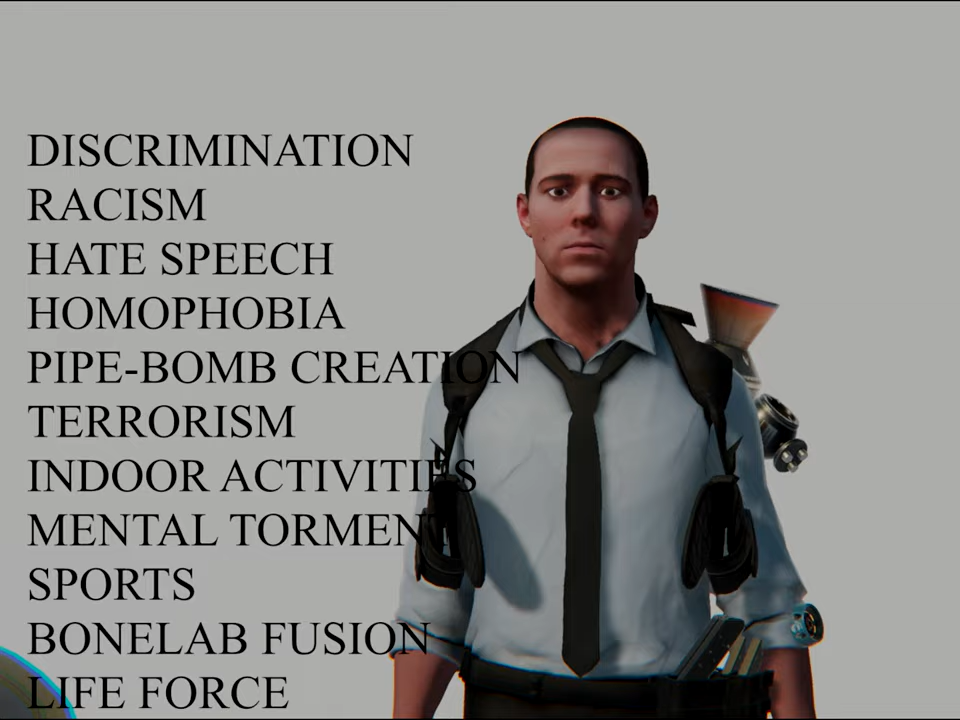 DISCRIMINATION
RACISM
HATE SPEECH
HOMOPHOBIA
PIPE-BOMB CREATION
TERRORISM
INDOOR ACTIVITIES
MENTAL TORMENT
SPORTS
BONELAB FUSION
LIFE FORCE